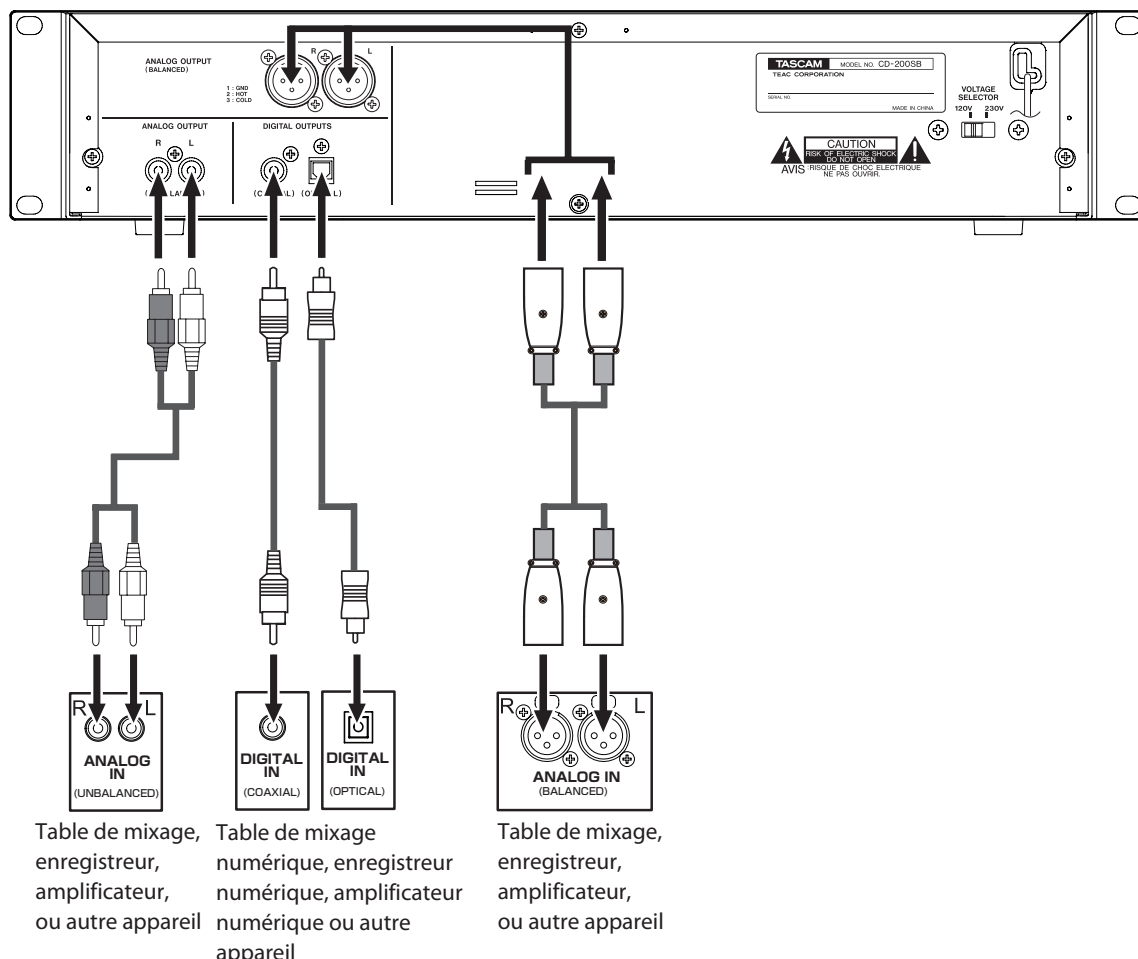 ANALOG OUTPUT
(BALANCED)
R
L
1 : GND
2 : HOT
3 : COLD
ANALOG OUTPUT
R L
DIGITAL OUTPUTS
TASCAM MODEL NO. CD-200SB
TEAC CORPORATION
SERIAL NO.
MADE IN CHINA
VOLTAGE
SELECTOR
120V 230V
CAUTION
RISK OF ELECTRIC SHOCK
DO NOT OPEN
AVIS :RISQUE DE CHOC ELECTRIQUE
NE PAS OUVRIR.
R L
ANALOG
IN
(UNBALANCED)
DIGITAL
IN
(COAXIAL)
DIGITAL
IN
(OPTICAL)
R L
ANALOG IN
(BALANCED)
Table de mixage,
enregistreur,
amplificateur,
ou autre appareil
Table de mixage
numérique, enregistreur
numérique, amplificateur
numérique ou autre
appareil
Table de mixage,
enregistreur,
amplificateur,
ou autre appareil